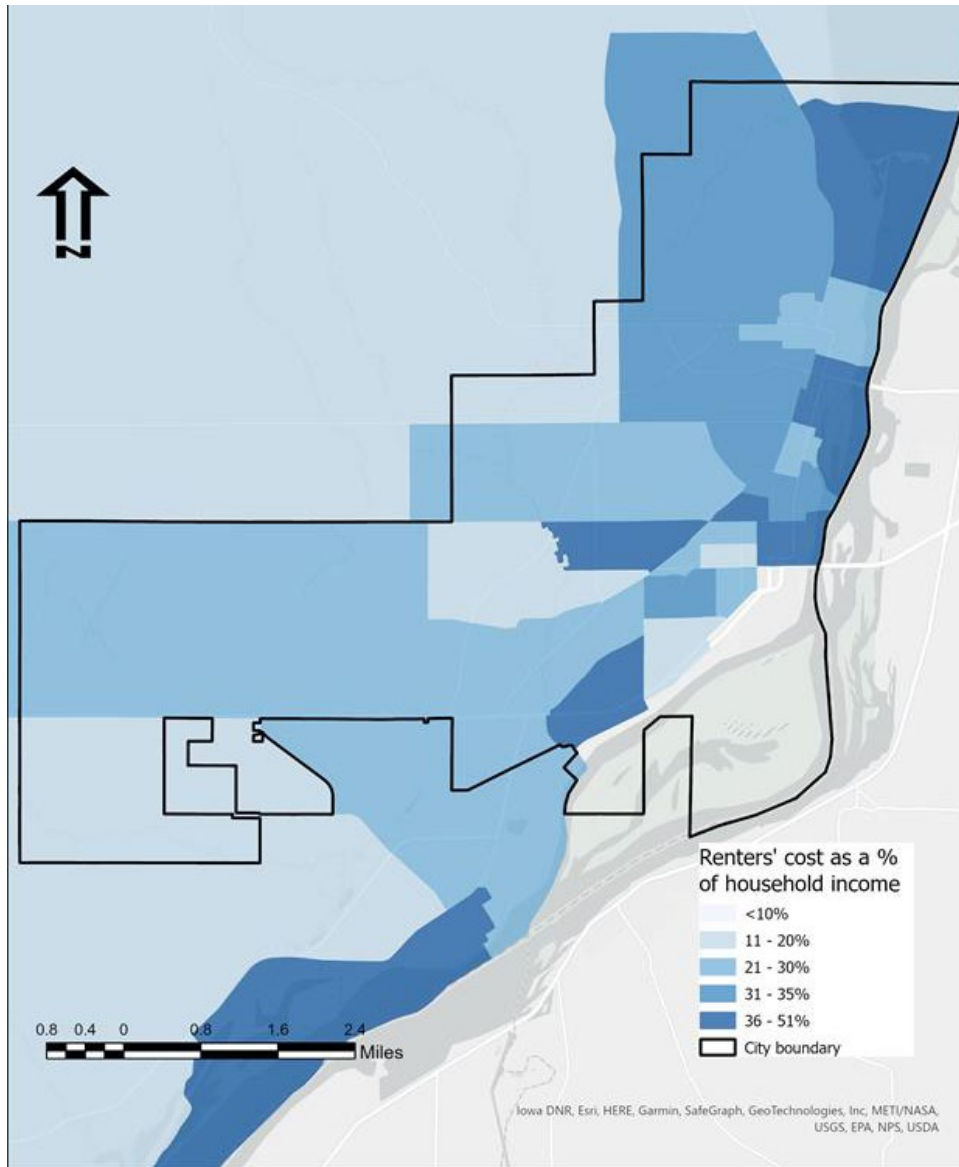 N
Renters' cost as a %
of household income
<10%
11 - 20%
21 - 30%
31 - 35%
36 - 51%
City boundary
0.8 0.4 0 0.8 1.6 2.4
Miles
Iowa DNR, Esri, HERE, Garmin, SafeGraph, GeoTechnologies, Inc, METI/NASA,
USGS, EPA, NPS, USDA